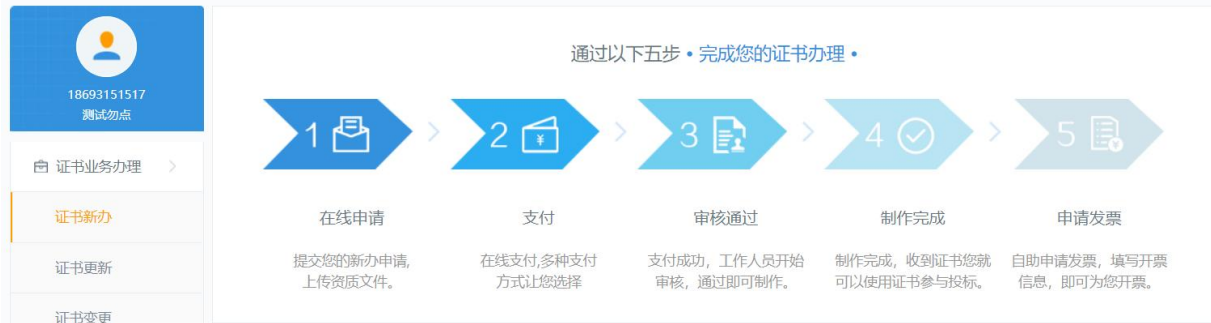 18693151517
测试勿点
证书业务办理
证书新办
证书更新
证书变更
通过以下五步•完成您的证书办理•
1
2
¥
3
4
5
¥
在线申请
支付
审核通过
制作完成
申请发票
提交您的新办申请,
上传资质文件。
在线支付,多种支付
方式让您选择
支付成功，工作人员开始
审核，通过即可制作。
制作完成，收到证书您就
可以使用证书参与投标。
自助申请发票，填写开票
信息，即可为您开票。